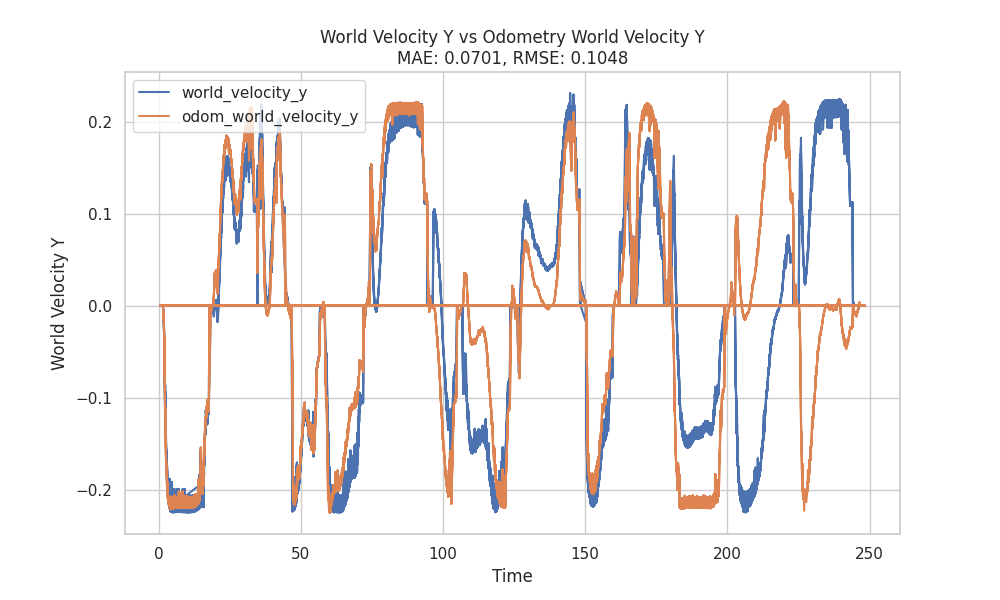 World Velocity Y vs Odometry World Velocity Y
MAE: 0.0701, RMSE: 0.1048
world_velocity_y
odom_world_velocity_y
World Velocity Y
0.2
0.1
0.0
−0.1
−0.2
0 50 100 150 200 250
Time